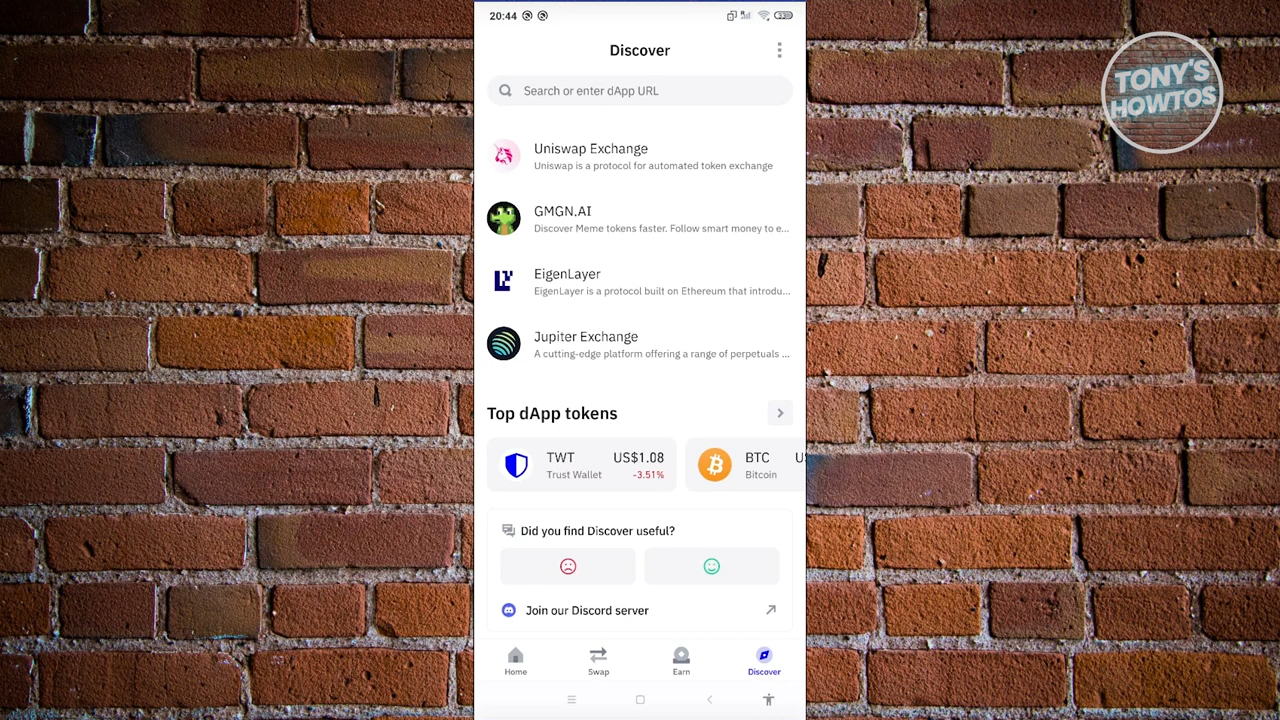 20:44
33
Discover
Search or enter dApp URL
Uniswap Exchange
Uniswap is a protocol for automated token exchange
GMGN.AI
Discover Meme tokens faster. Follow smart money to e...
EigenLayer
EigenLayer is a protocol built on Ethereum that introdu...
Jupiter Exchange
A cutting-edge platform offering a range of perpetuals ...
Top dApp tokens
TWT US$1.08
Trust Wallet -3.51%
BTC
Bitcoin
Did you find Discover useful?
Join our Discord server
Home Swap Earn Discover
TONY'S
HOWTOS